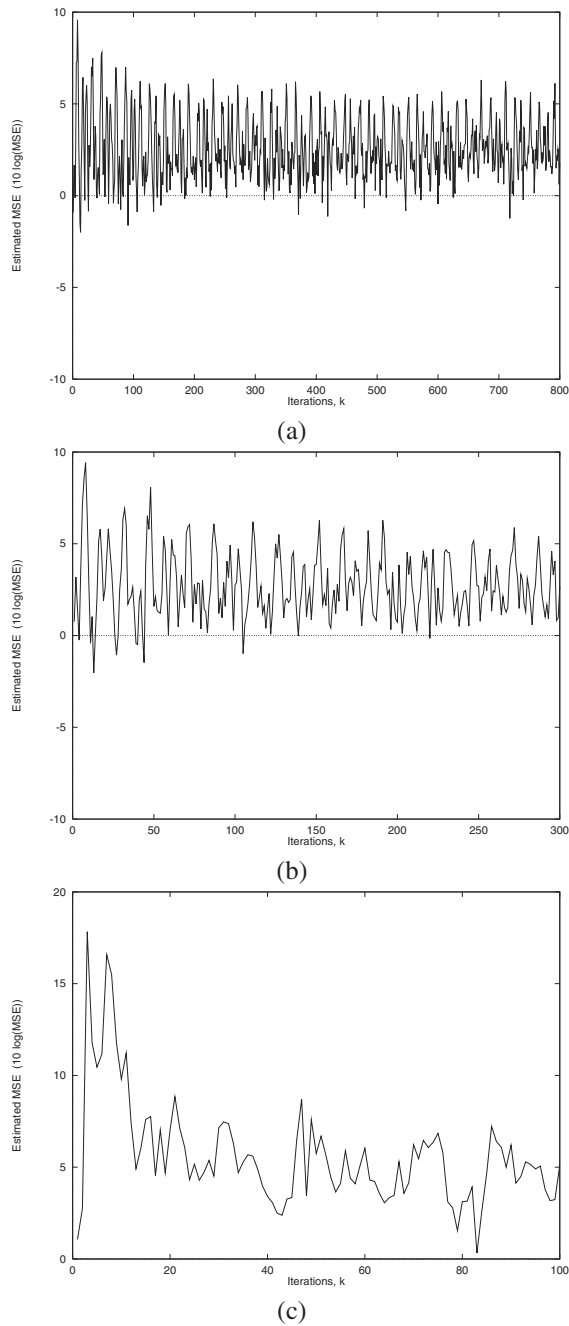 10
5
0
-5
-10
Estimated MSE (10 log(MSE))
0 100 200 300 400 500 600 700 800
Iterations, k
(a)
10
5
0
-5
-10
Estimated MSE (10 log(MSE))
0 50 100 150 200 250 300
Iterations, k
(b)
20
15
10
5
0
Estimated MSE (10 log(MSE))
0 20 40 60 80 100
Iterations, k
(c)